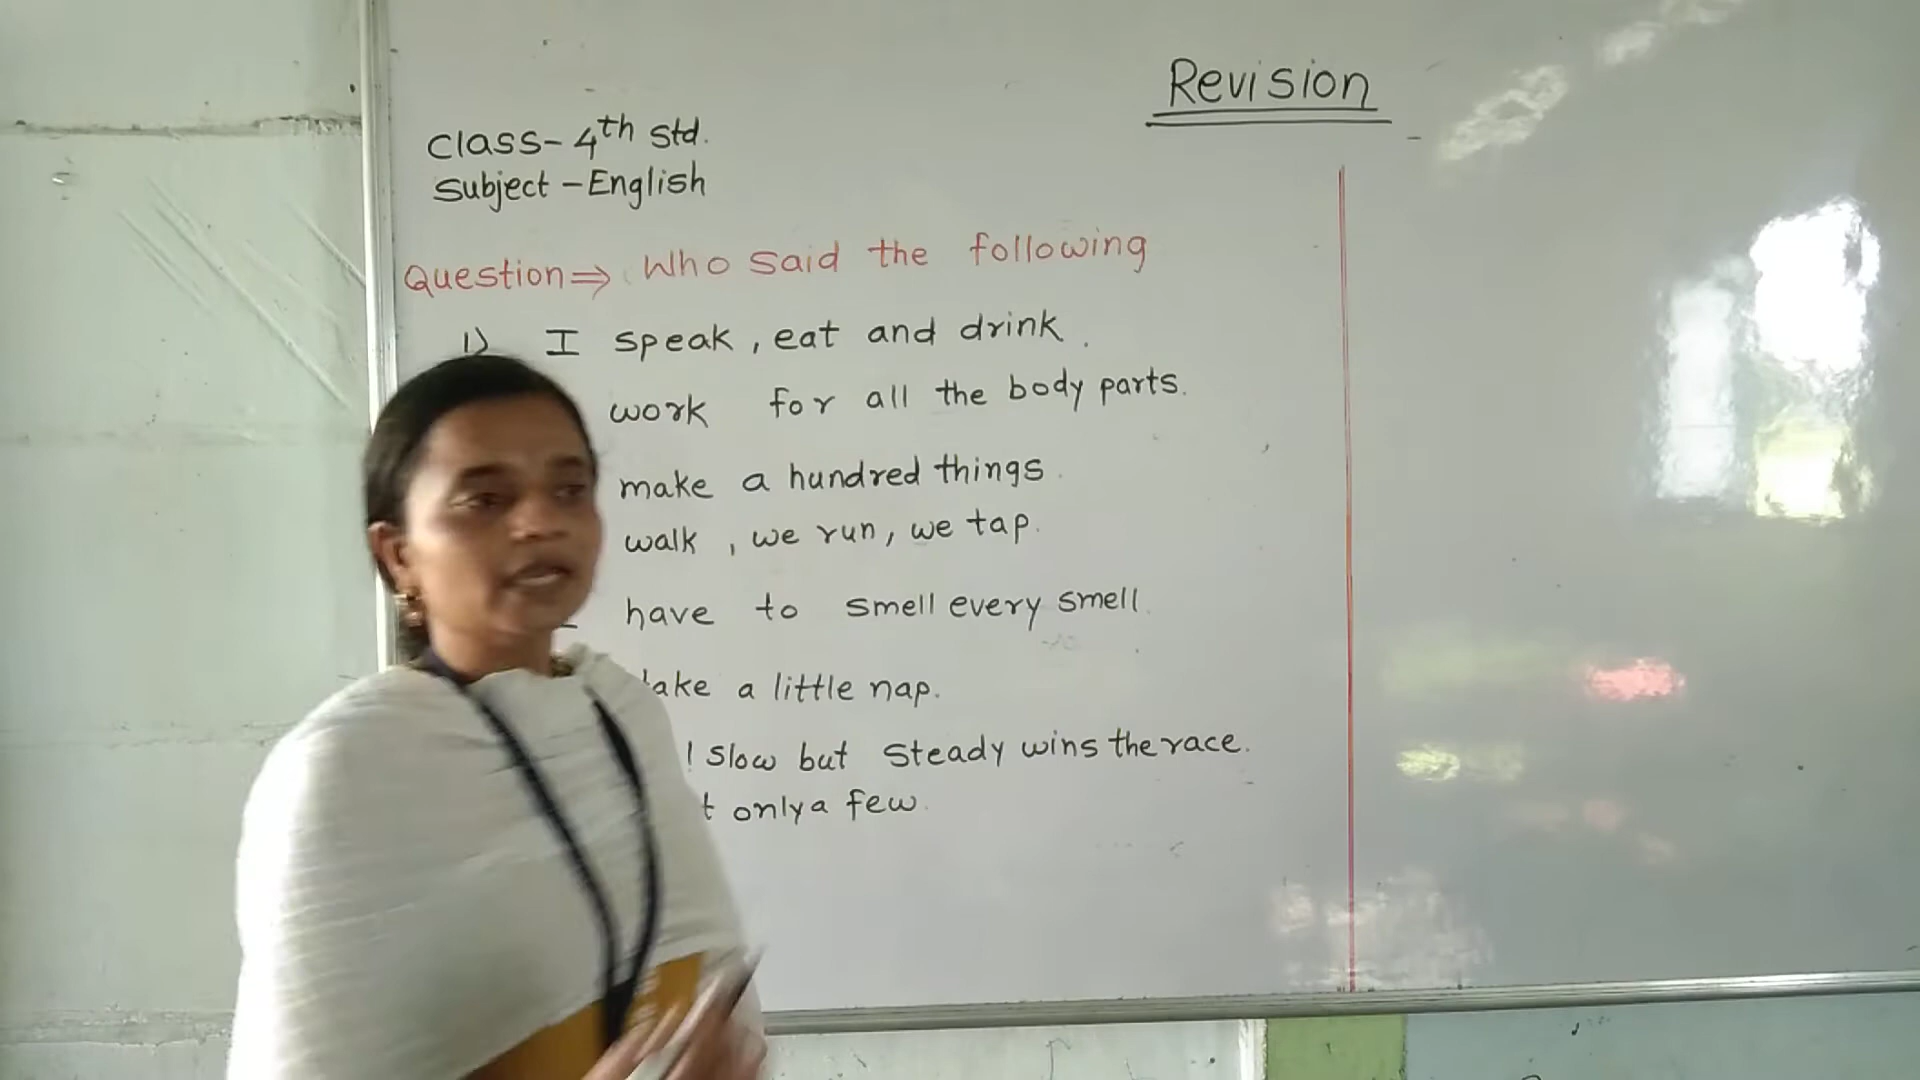 Revision
Class- 4th std.
Subject - English
Question ⇒ Who said the following
1) I speak, eat and drink.
work for all the body parts.
make a hundred things.
walk, we run, we tap.
have to smell every smell.
a little nap.
! Slow but steady wins the race.
only a few.